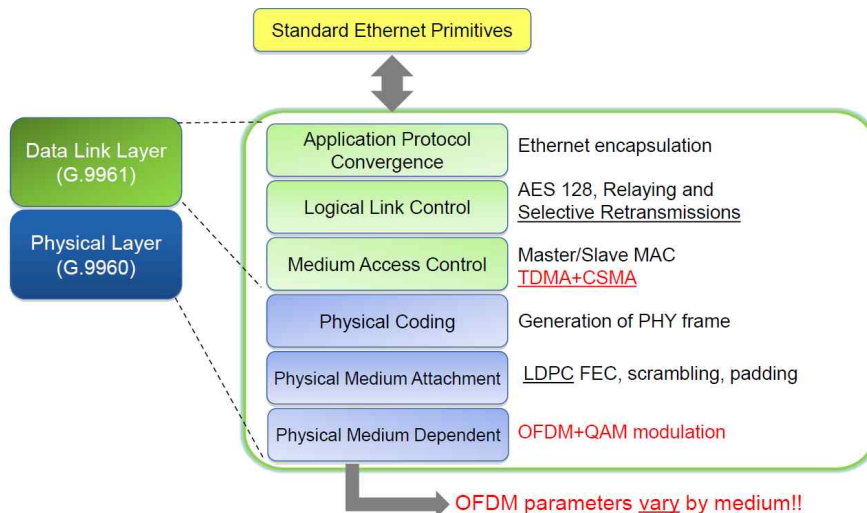 Standard Ethernet Primitives
Data Link Layer
(G.9961)
Physical Layer
(G.9960)
Application Protocol
Convergence
Ethernet encapsulation
Logical Link Control
AES 128, Relaying and
Selective Retransmissions
Medium Access Control
Master/Slave MAC
TDMA+CSMA
Physical Coding
Generation of PHY frame
Physical Medium Attachment
LDPC FEC, scrambling, padding
Physical Medium Dependent
OFDM+QAM modulation
OFDM parameters vary by medium!!